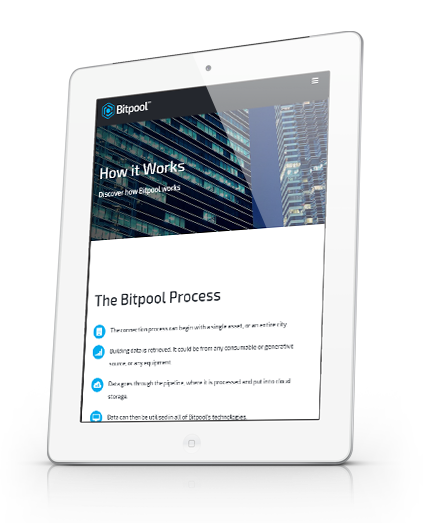 Bitpool™
How it Works
Discover how Bitpool works
The Bitpool Process
The connection process can begin with a single asset, or an entire city
Building data is retrieved. It could be from any consumable or generative
source, or any equipment
Data goes through the pipeline, where it is processed and put into cloud
storage.
Data can then be utilised in all of Bitpool's technologies.